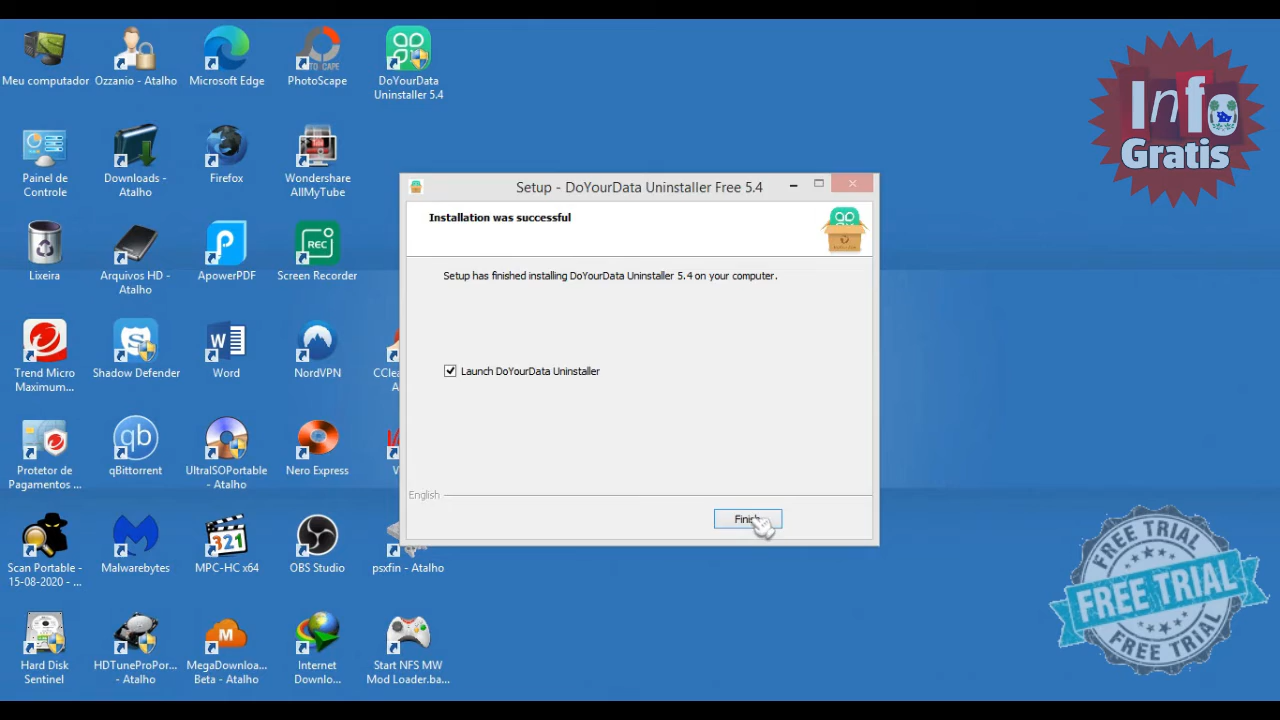 Meu computador
Ozzanio - Atalho
Microsoft Edge
PhotoScape
DoYourData
Uninstaller 5.4
Info
Gratis
Painel de
Controle
Downloads -
Atalho
Firefox
Wondershare
AllMyTube
Setup - DoYourData Uninstaller Free 5.4
Installation was successful
Lixeira
Arquivos HD -
Atalho
ApowerPDF
REC
Screen Recorder
Setup has finished installing DoYourData Uninstaller 5.4 on your computer.
Trend Micro
Maximum...
Shadow Defender
Word
NordVPN
Launch DoYourData Uninstaller
Protetor de
Pagamentos ...
qb
qBittorrent
UltraISOPortable
- Atalho
Nero Express
English
Finish
Scan Portable -
15-08-2020 - ...
Malwarebytes
321
MPC-HC x64
OBS Studio
psxfin - Atalho
FREE TRIAL
FREE TRIAL
FREE TRIAL
Hard Disk
Sentinel
HDTuneProPor...
- Atalho
MegaDownloa...
Beta - Atalho
Internet
Downlo...
Start NFS MW
Mod Loader.ba...